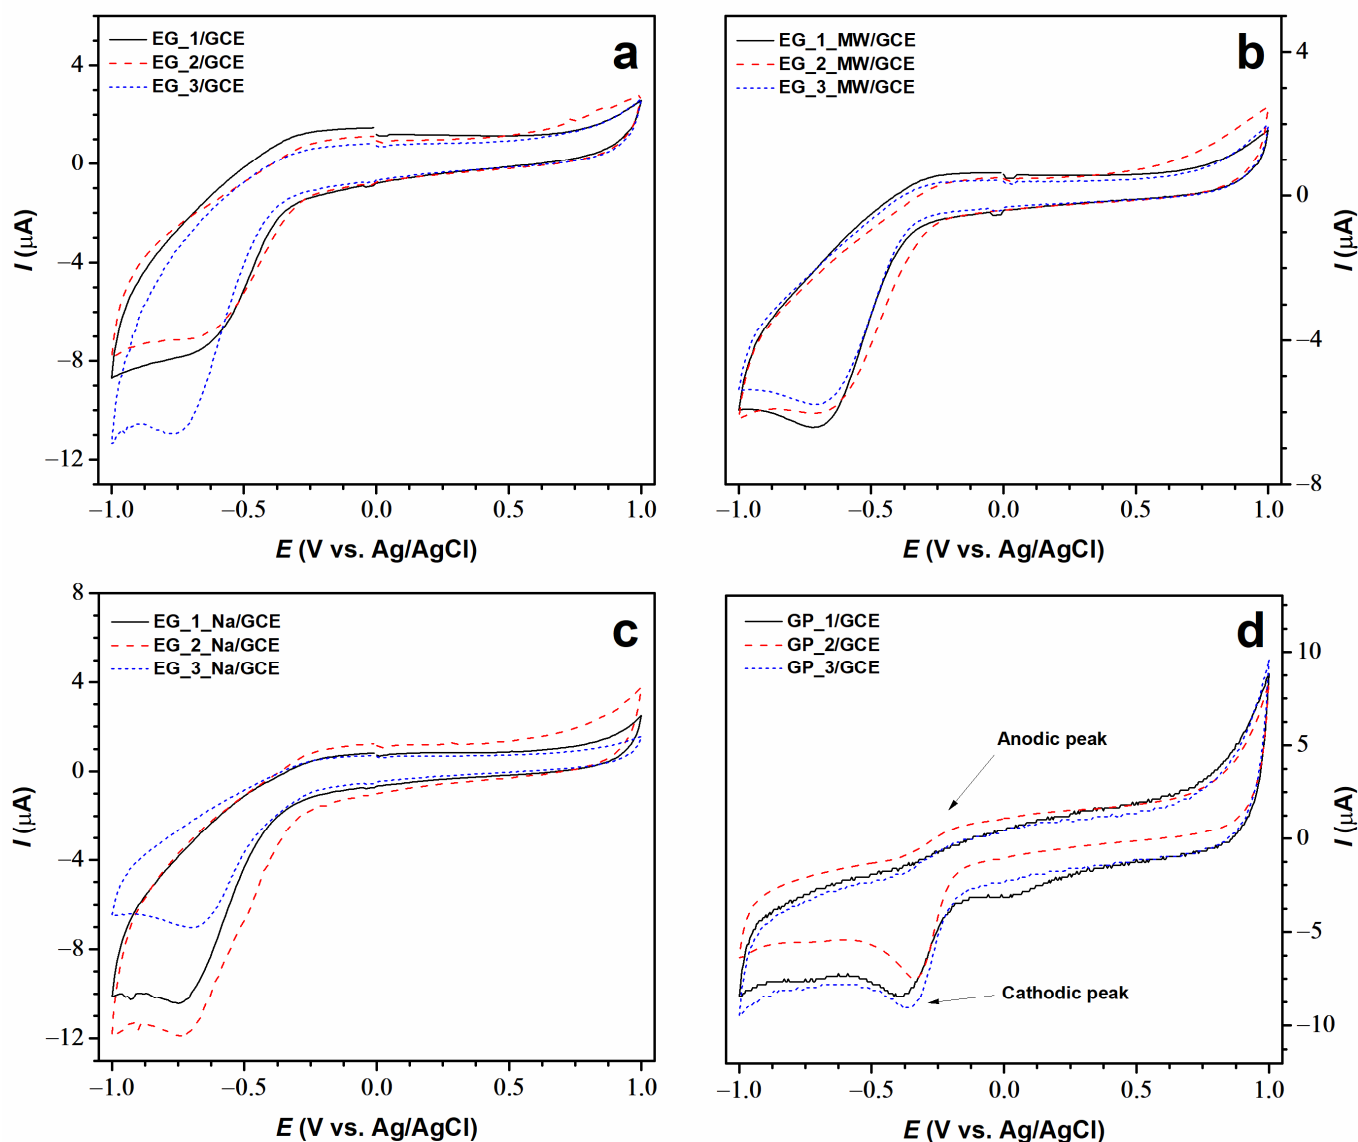 EG_1/GCE
EG_2/GCE
EG_3/GCE
a
4
0
−4
−8
−12
I (μA)
−1.0 −0.5 0.0 0.5 1.0
E (V vs. Ag/AgCl)
EG_1_MW/GCE
EG_2_MW/GCE
EG_3_MW/GCE
b
4
0
−4
−8
I (μA)
−1.0 −0.5 0.0 0.5 1.0
E (V vs. Ag/AgCl)
EG_1_Na/GCE
EG_2_Na/GCE
EG_3_Na/GCE
c
8
4
0
−4
−8
−12
I (μA)
−1.0 −0.5 0.0 0.5 1.0
E (V vs. Ag/AgCl)
GP_1/GCE
GP_2/GCE
GP_3/GCE
d
Anodic peak
Cathodic peak
10
5
0
−5
−10
I (μA)
−1.0 −0.5 0.0 0.5 1.0
E (V vs. Ag/AgCl)